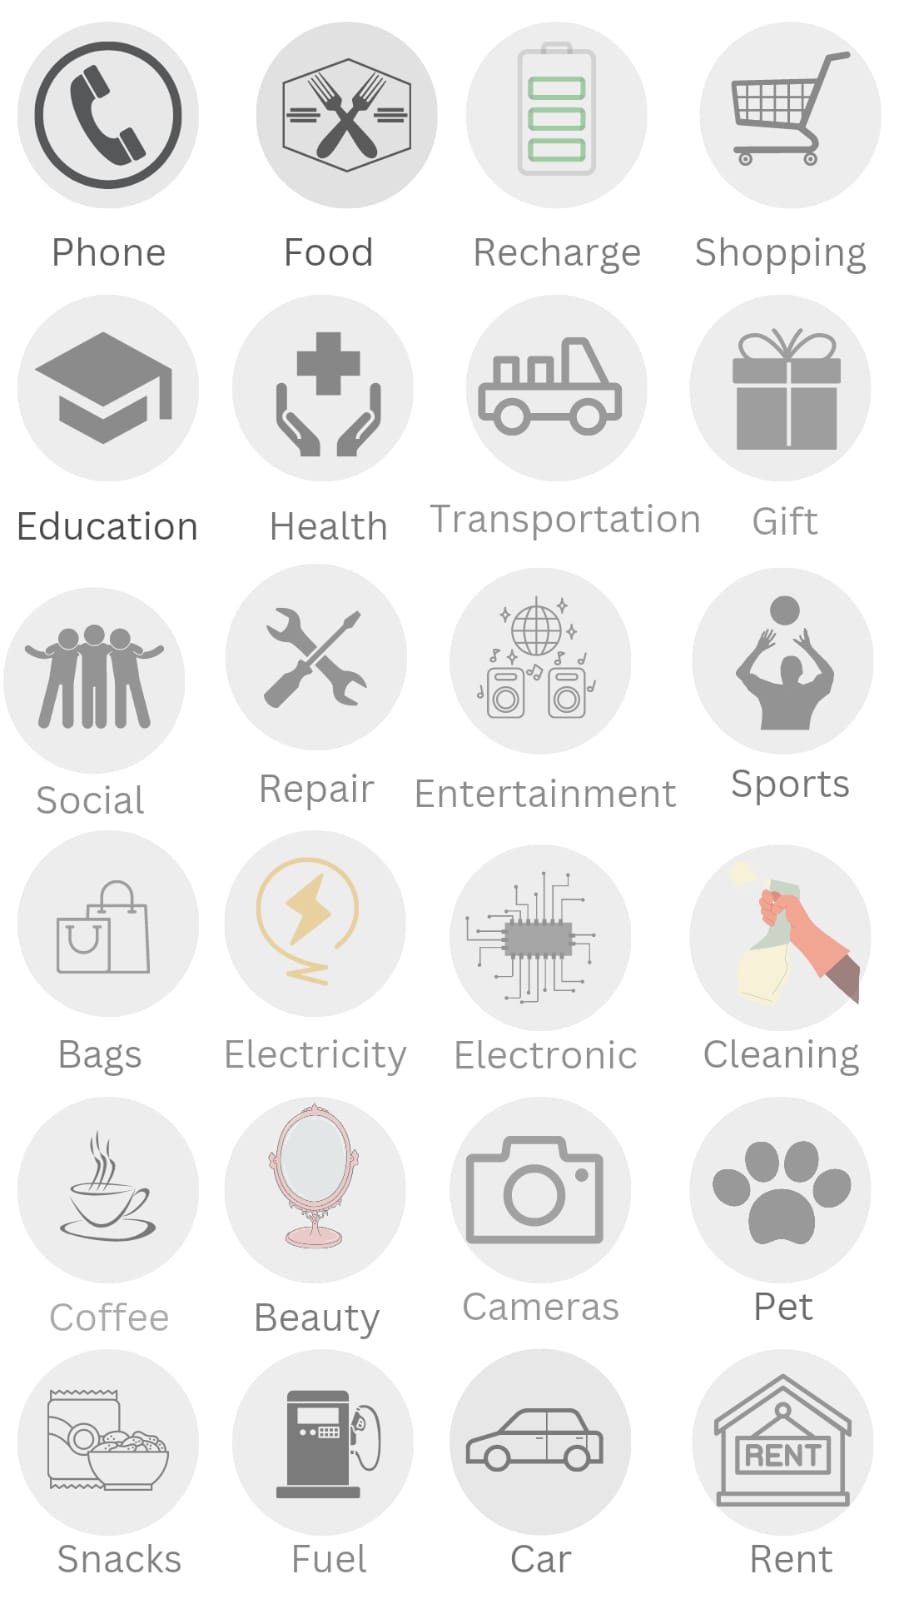 Phone Food Recharge Shopping
Education Health Transportation Gift
Social Repair Entertainment Sports
Bags Electricity Electronic Cleaning
Coffee Beauty Cameras Pet
RENT
Snacks Fuel Car Rent